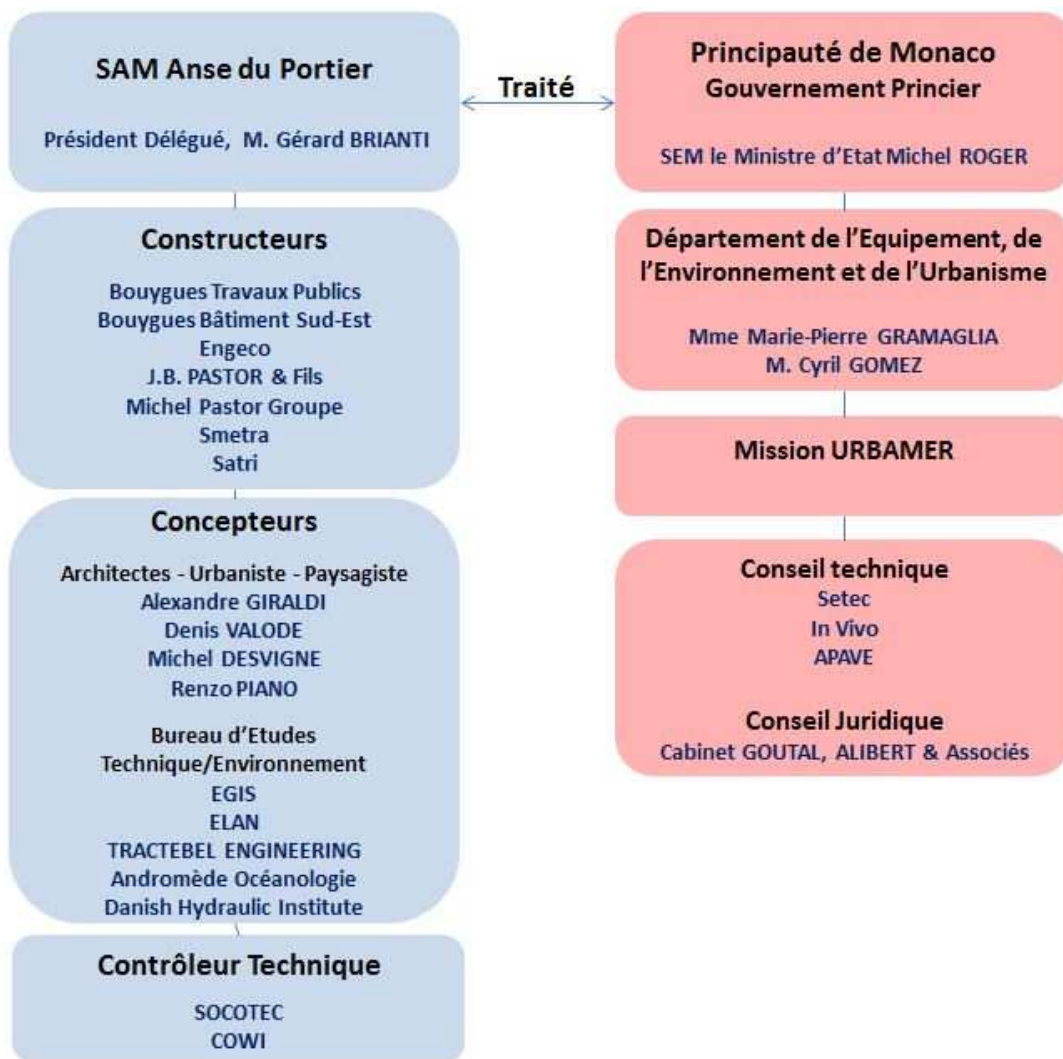 SAM Anse du Portier
Président Délégué, M. Gérard BRIANTI
Traité
Principauté de Monaco
Gouvernement Princier
SEM le Ministre d'Etat Michel ROGER
Constructeurs
Bouygues Travaux Publics
Bouygues Bâtiment Sud-Est
Engeco
J.B. PASTOR & Fils
Michel Pastor Groupe
Smetra
Satri
Concepteurs
Architectes - Urbaniste - Paysagiste
Alexandre GIRALDI
Denis VALODE
Michel DESVIGNE
Renzo PIANO
Bureau d'Etudes
Technique/Environnement
EGIS
ELAN
TRACTEBEL ENGINEERING
Andromède Océanologie
Danish Hydraulic Institute
Contrôleur Technique
SOCOTEC
COWI
Département de l'Equipement, de
l'Environnement et de l'Urbanisme
Mme Marie-Pierre GRAMAGLIA
M. Cyril GOMEZ
Mission URBAMER
Conseil technique
Setec
In Vivo
APAVE
Conseil Juridique
Cabinet GOUTAL, ALIBERT & Associés